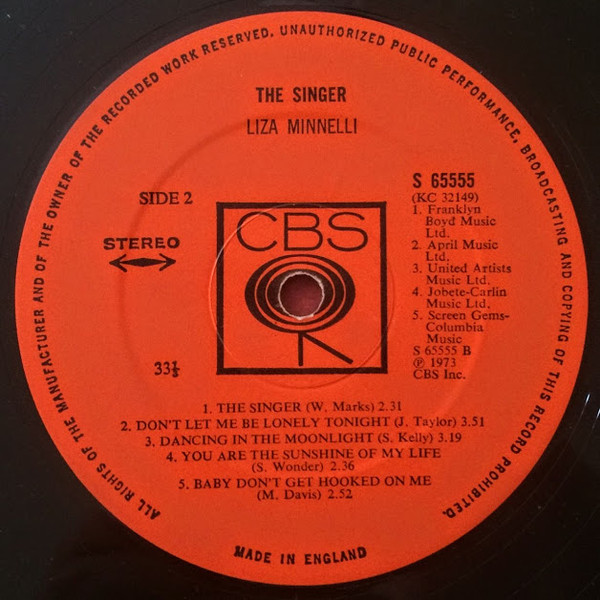 ALL RIGHTS OF THE MANUFACTURER AND OF THE OWNER OF THE RECORDED WORK RESERVED. UNAUTHORIZED PUBLIC PERFORMANCE, BROADCASTING AND COPYING OF THIS RECORD PROHIBITED.
THE SINGER
LIZA MINNELLI
SIDE 2
STEREO
33⅓
CBS
S 65555
(KC 32149)
1. Franklyn
Boyd Music
Ltd.
2. April Music
Ltd.
3. United Artists
Music Ltd.
4. Jobete-Carlin
Music Ltd.
5. Screen Gems-
Columbia
Music
S 65555 B
℗ 1973
CBS Inc.
1. THE SINGER (W. Marks) 2.31
2. DON'T LET ME BE LONELY TONIGHT (J. Taylor) 3.51
3. DANCING IN THE MOONLIGHT (S. Kelly) 3.19
4. YOU ARE THE SUNSHINE OF MY LIFE
(S. Wonder) 2.36
5. BABY DON'T GET HOOKED ON ME
(M. Davis) 2.52
MADE IN ENGLAND